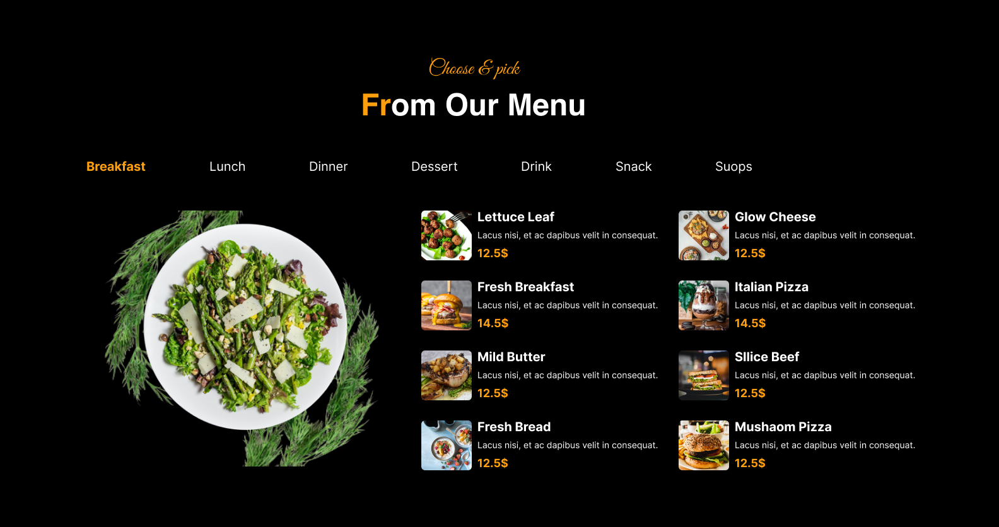 Choose & pick
From Our Menu
Breakfast
Lunch
Dinner
Dessert
Drink
Snack
Suops
Lettuce Leaf
Lacus nisi, et ac dapibus velit in consequat.
12.5$
Glow Cheese
Lacus nisi, et ac dapibus velit in consequat.
12.5$
Fresh Breakfast
Lacus nisi, et ac dapibus velit in consequat.
14.5$
Italian Pizza
Lacus nisi, et ac dapibus velit in consequat.
14.5$
Mild Butter
Lacus nisi, et ac dapibus velit in consequat.
12.5$
Sllice Beef
Lacus nisi, et ac dapibus velit in consequat.
12.5$
Fresh Bread
Lacus nisi, et ac dapibus velit in consequat.
12.5$
Mushaom Pizza
Lacus nisi, et ac dapibus velit in consequat.
12.5$